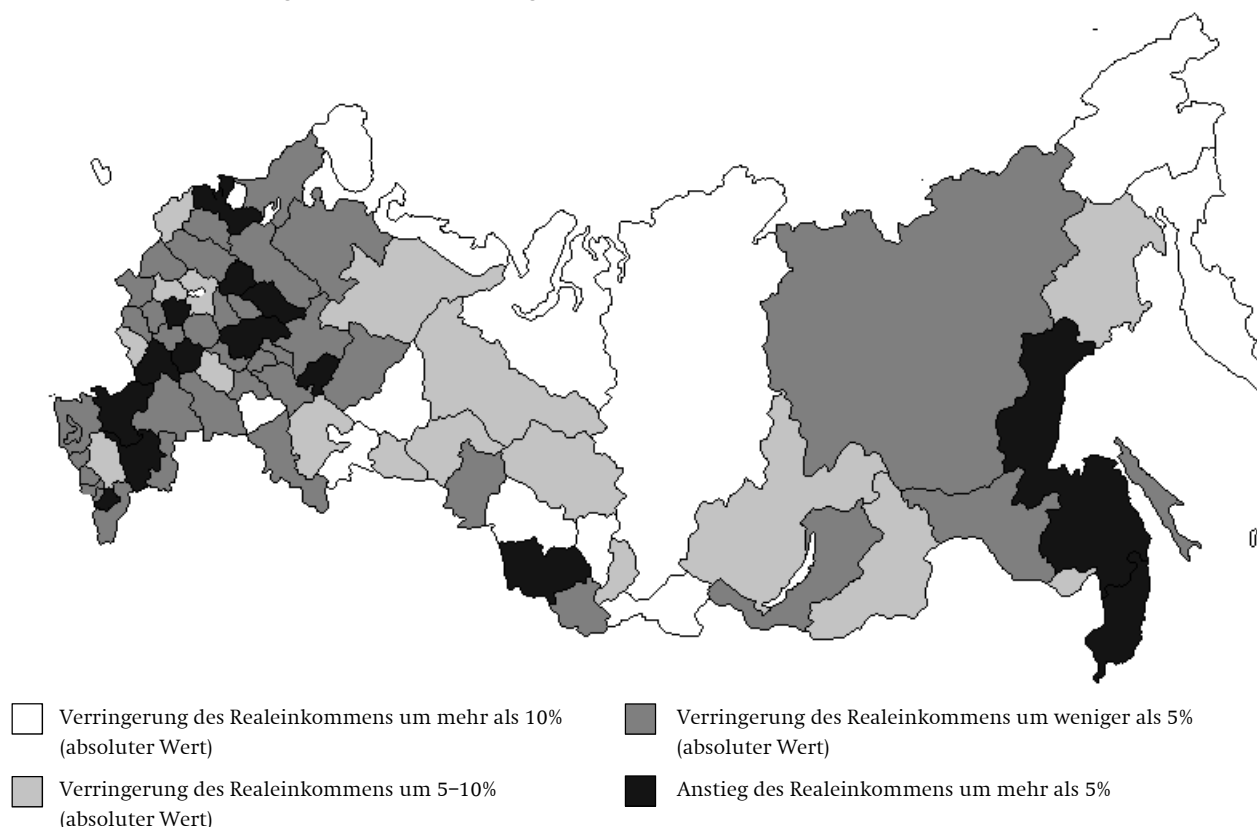 Verringerung des Realeinkommens um mehr als 10%
(absoluter Wert)
Verringerung des Realeinkommens um 5–10%
(absoluter Wert)
Verringerung des Realeinkommens um weniger als 5%
(absoluter Wert)
Anstieg des Realeinkommens um mehr als 5%